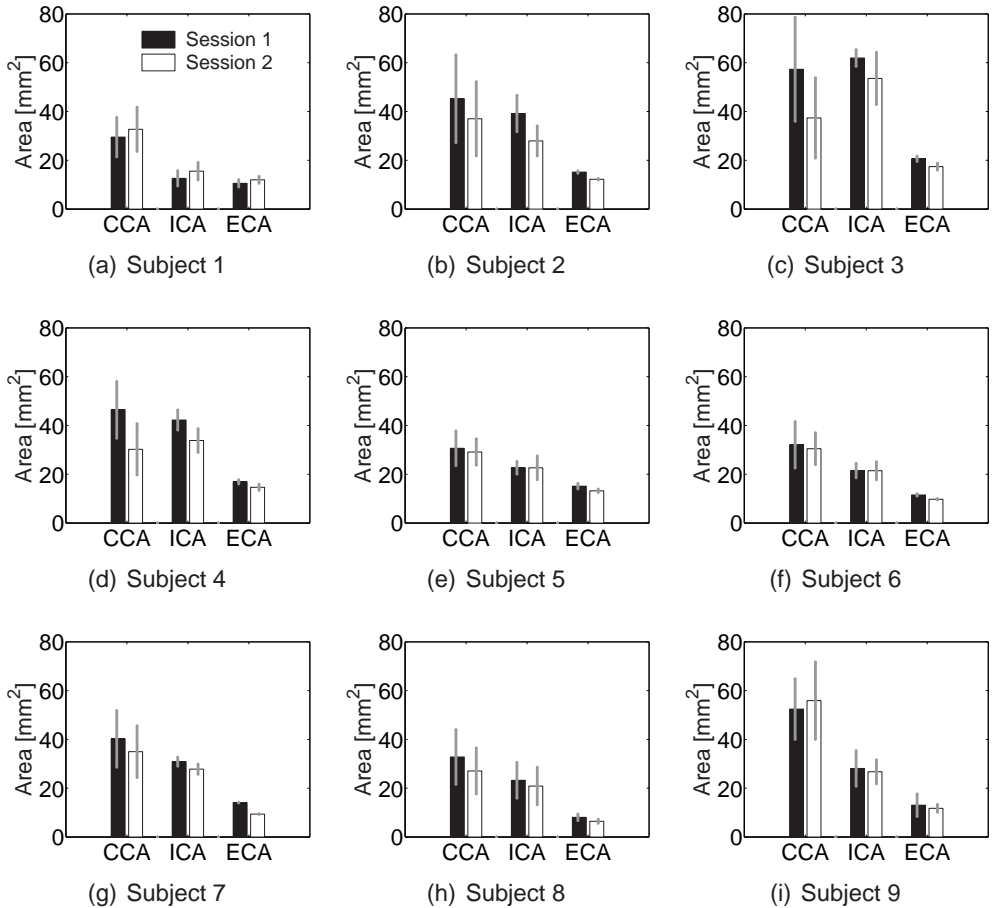 80
60
40
20
0
Area [mm²]
Session 1
Session 2
CCA ICA ECA
(a) Subject 1
80
60
40
20
0
Area [mm²]
CCA ICA ECA
(b) Subject 2
80
60
40
20
0
Area [mm²]
CCA ICA ECA
(c) Subject 3
80
60
40
20
0
Area [mm²]
CCA ICA ECA
(d) Subject 4
80
60
40
20
0
Area [mm²]
CCA ICA ECA
(e) Subject 5
80
60
40
20
0
Area [mm²]
CCA ICA ECA
(f) Subject 6
80
60
40
20
0
Area [mm²]
CCA ICA ECA
(g) Subject 7
80
60
40
20
0
Area [mm²]
CCA ICA ECA
(h) Subject 8
80
60
40
20
0
Area [mm²]
CCA ICA ECA
(i) Subject 9